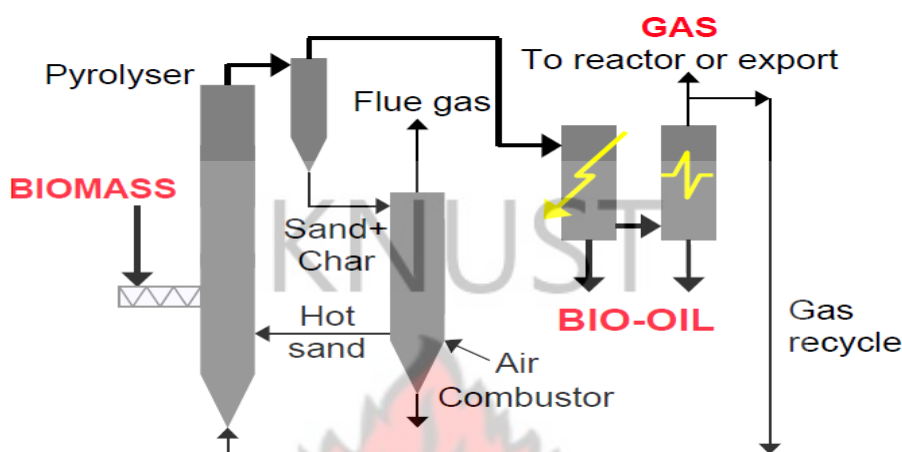 GAS
To reactor or export
Pyrolyser
Flue gas
BIOMASS
KNUST
Sand+
Char
BIO-OIL
Hot
sand
Gas
recycle
Air
Combustor